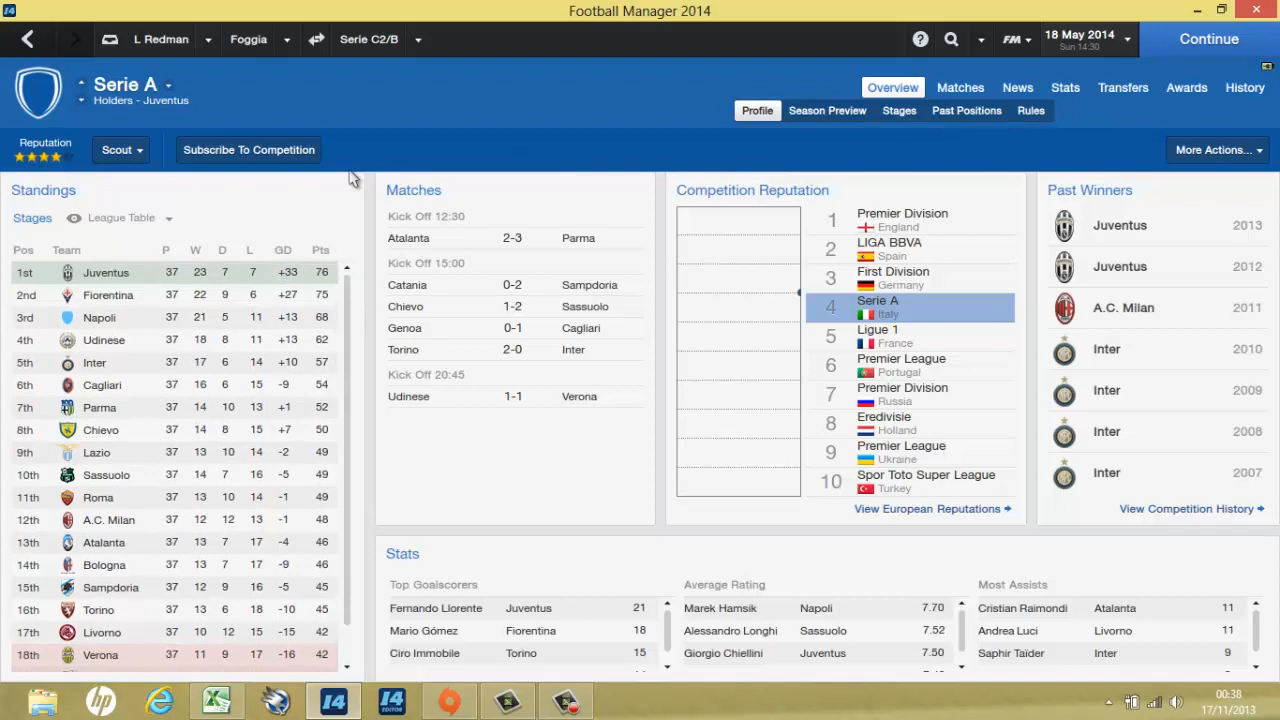 Football Manager 2014
L Redman
Foggia
Serie C2/B
FM
18 May 2014
Sun 14:30
Continue
Serie A
Holders - Juventus
Overview Matches News Stats Transfers Awards History
Profile Season Preview Stages Past Positions Rules
Reputation
Scout
Subscribe To Competition
More Actions...
Standings
Stages League Table
Pos Team P W D L GD Pts
1st Juventus 37 23 7 7 +33 76
2nd Fiorentina 37 22 9 6 +27 75
3rd Napoli 37 21 5 11 +13 68
4th Udinese 37 18 8 11 +13 62
5th Inter 37 17 6 14 +10 57
6th Cagliari 37 16 6 15 -9 54
7th Parma 37 14 10 13 +1 52
8th Chievo 37 14 8 15 +7 50
9th Lazio 37 13 10 14 -2 49
10th Sassuolo 37 14 7 16 -5 49
11th Roma 37 13 10 14 -1 49
12th A.C. Milan 37 12 12 13 -1 48
13th Atalanta 37 13 7 17 -4 46
14th Bologna 37 13 7 17 -9 46
15th Sampdoria 37 12 9 16 -5 45
16th Torino 37 13 6 18 -10 45
17th Livorno 37 10 12 15 -15 42
18th Verona 37 11 9 17 -16 42
Matches
Kick Off 12:30
Atalanta 2-3 Parma
Kick Off 15:00
Catania 0-2 Sampdoria
Chievo 1-2 Sassuolo
Genoa 0-1 Cagliari
Torino 2-0 Inter
Kick Off 20:45
Udinese 1-1 Verona
Competition Reputation
1 Premier Division
England
2 LIGA BBVA
Spain
3 First Division
Germany
4 Serie A
Italy
5 Ligue 1
France
6 Premier League
Portugal
7 Premier Division
Russia
8 Eredivisie
Holland
9 Premier League
Ukraine
10 Spor Toto Super League
Turkey
View European Reputations
Past Winners
Juventus 2013
Juventus 2012
A.C. Milan 2011
Inter 2010
Inter 2009
Inter 2008
Inter 2007
View Competition History
Stats
Top Goalscorers
Fernando Llorente Juventus 21
Mario Gómez Fiorentina 18
Ciro Immobile Torino 15
Average Rating
Marek Hamsik Napoli 7.70
Alessandro Longhi Sassuolo 7.52
Giorgio Chiellini Juventus 7.50
Most Assists
Cristian Raimondi Atalanta 11
Andrea Luci Livorno 11
Saphir Taïder Inter 9
14
14
EDITOR
00:38
17/11/2013